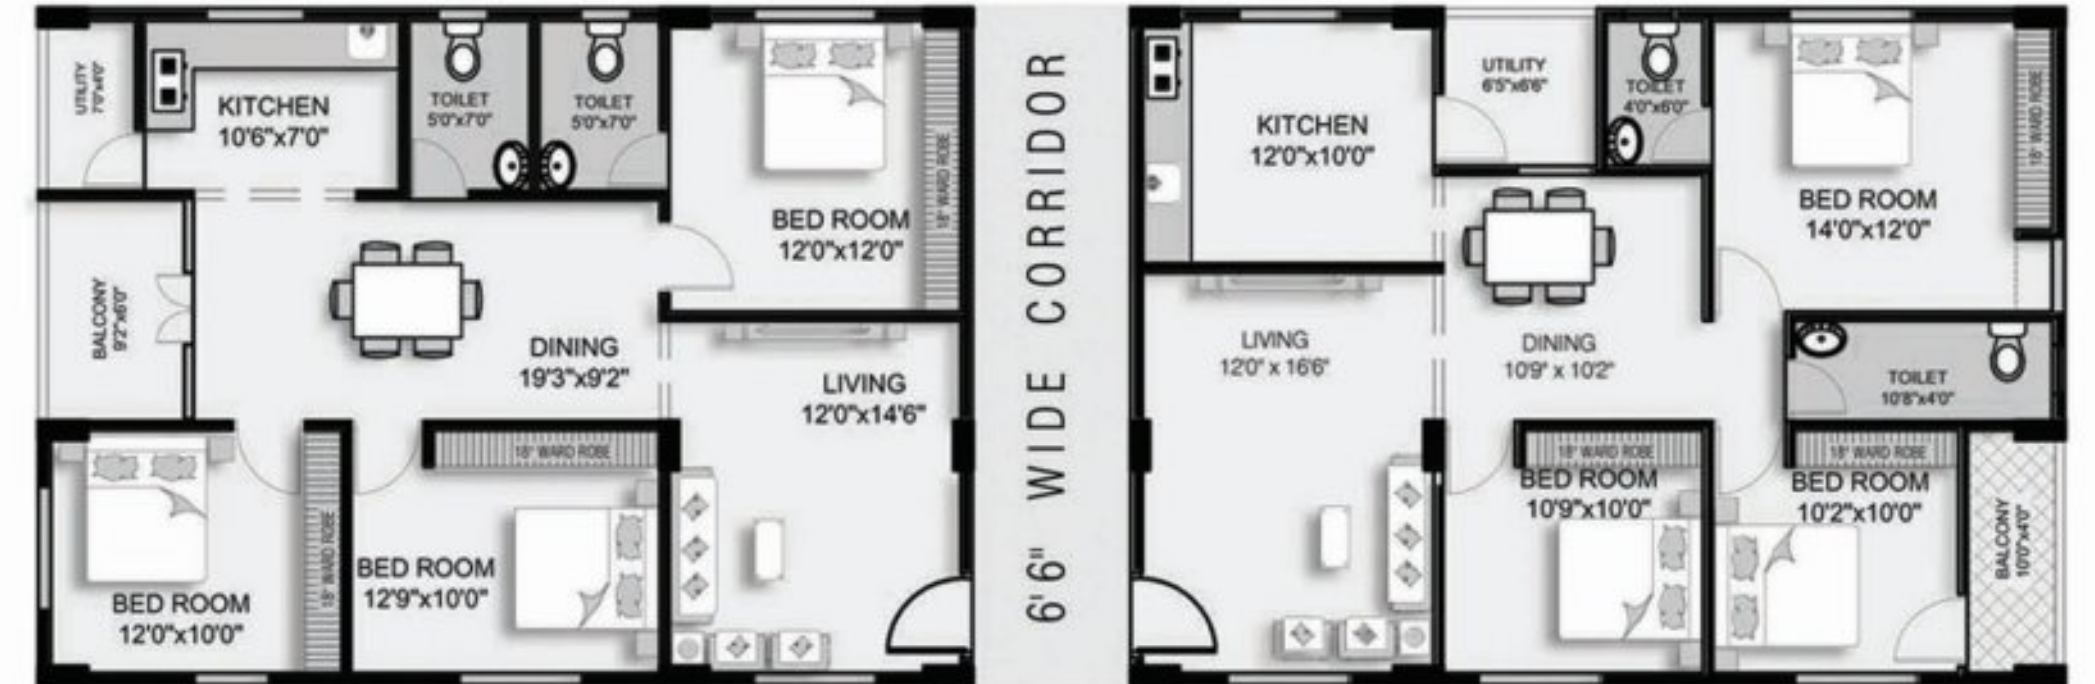 UTILITY
7'0"x4'0"
KITCHEN
10'6"x7'0"
TOILET
5'0"x7'0"
TOILET
5'0"x7'0"
BED ROOM
12'0"x12'0"
18" WARD ROBE
BALCONY
9'2"x6'0"
DINING
19'3"x9'2"
LIVING
12'0"x14'6"
BED ROOM
12'0"x10'0"
18" WARD ROBE
18" WARD ROBE
BED ROOM
12'9"x10'0"
6'6" WIDE CORRIDOR
KITCHEN
12'0"x10'0"
UTILITY
6'5"x6'6"
TOILET
4'0"x6'0"
BED ROOM
14'0"x12'0"
18" WARD ROBE
LIVING
12'0" x 16'6"
DINING
10'9" x 10'2"
TOILET
10'8"x4'0"
18" WARD ROBE
BED ROOM
10'9"x10'0"
18" WARD ROBE
BED ROOM
10'2"x10'0"
BALCONY
10'0"x4'0"